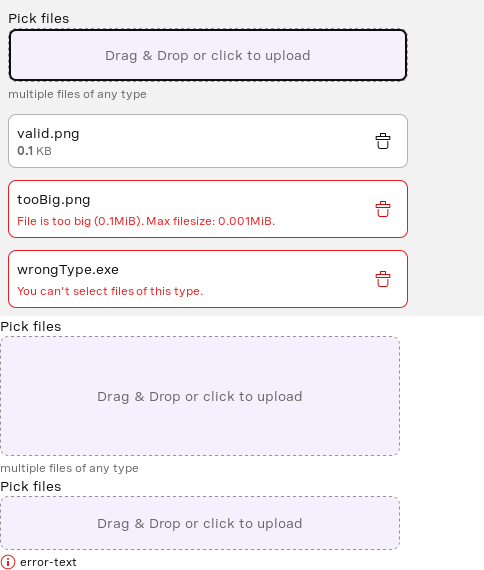 Pick files
Drag & Drop or click to upload
multiple files of any type
valid.png
0.1 KB
tooBig.png
File is too big (0.1MiB). Max filesize: 0.001MiB.
wrongType.exe
You can't select files of this type.
Pick files
Drag & Drop or click to upload
multiple files of any type
Pick files
Drag & Drop or click to upload
error-text